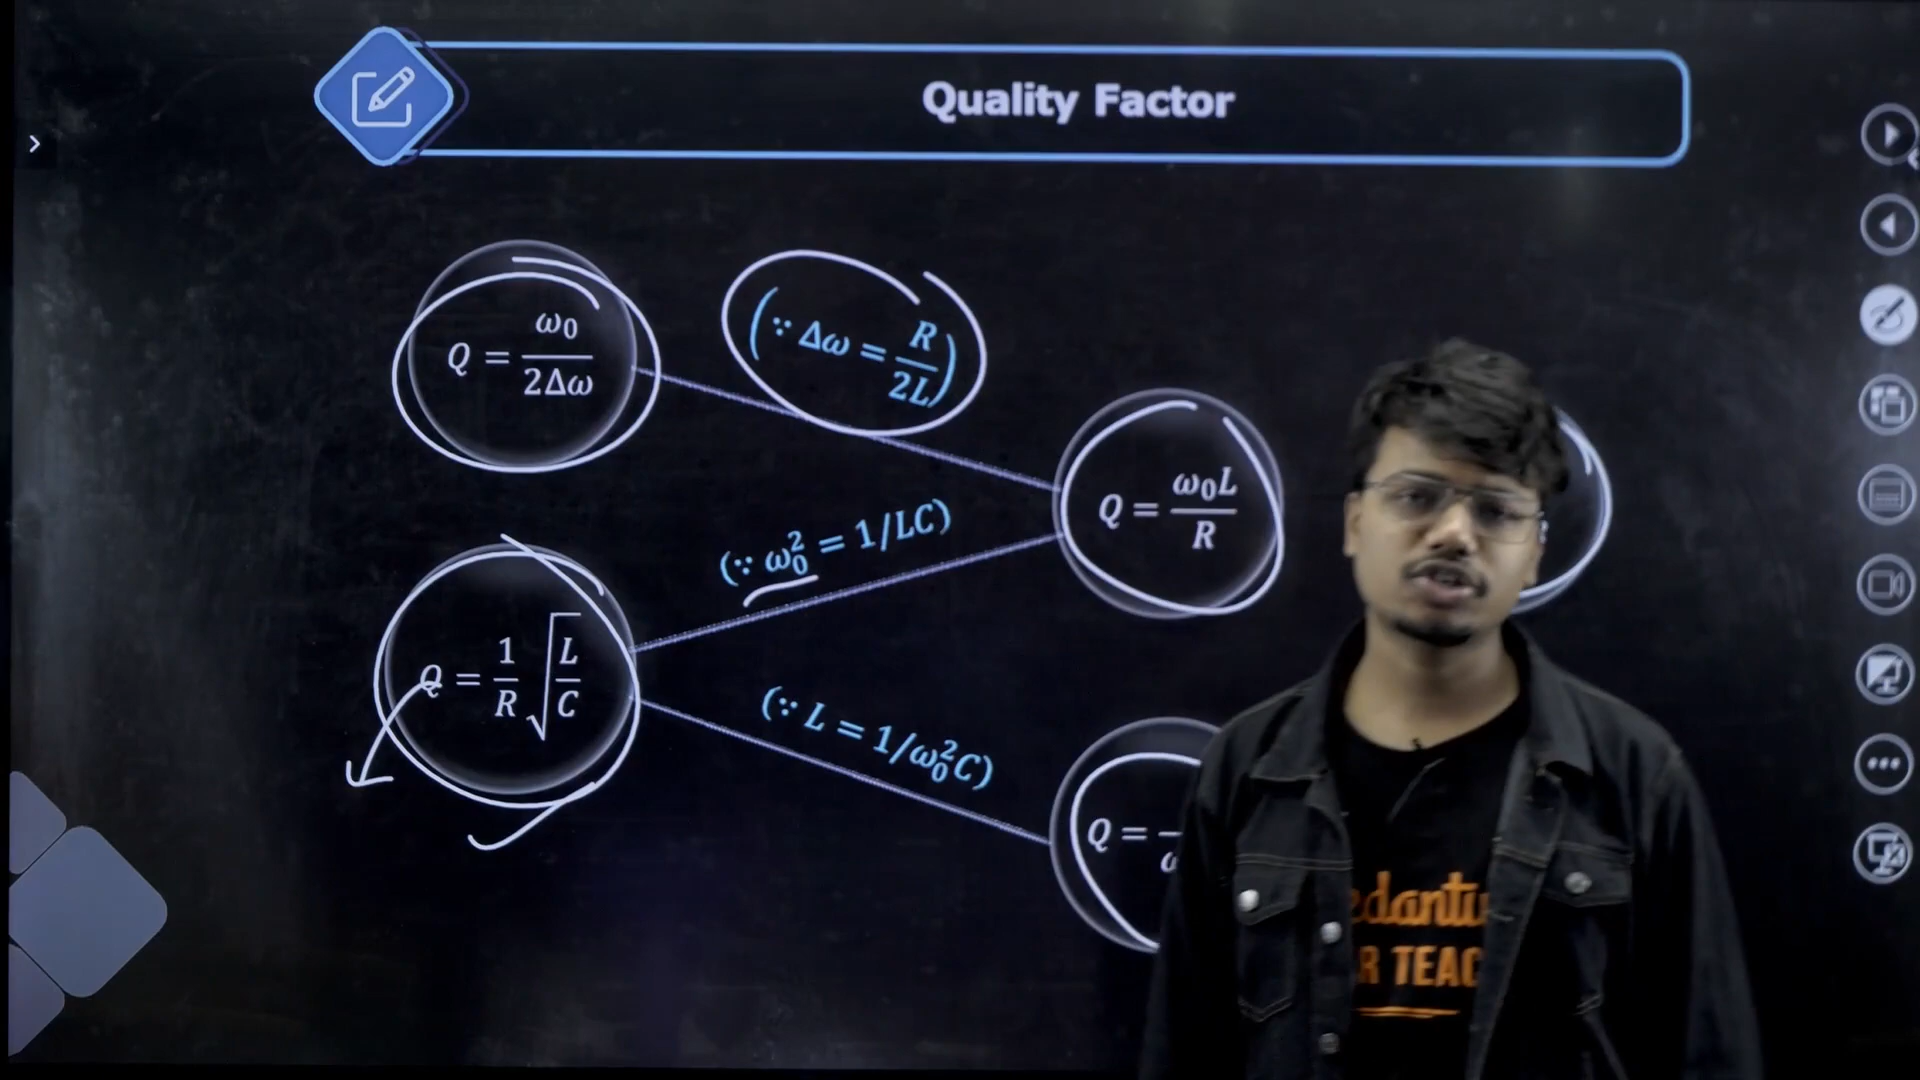 Quality Factor
Q = ω₀/2Δω
(∵ Δω = R/2L)
Q = ω₀L/R
(∵ ω₀² = 1/LC)
Q = 1/R √(L/C)
(∵ L = 1/ω₀²C)
Q =
edantu
R TEAC